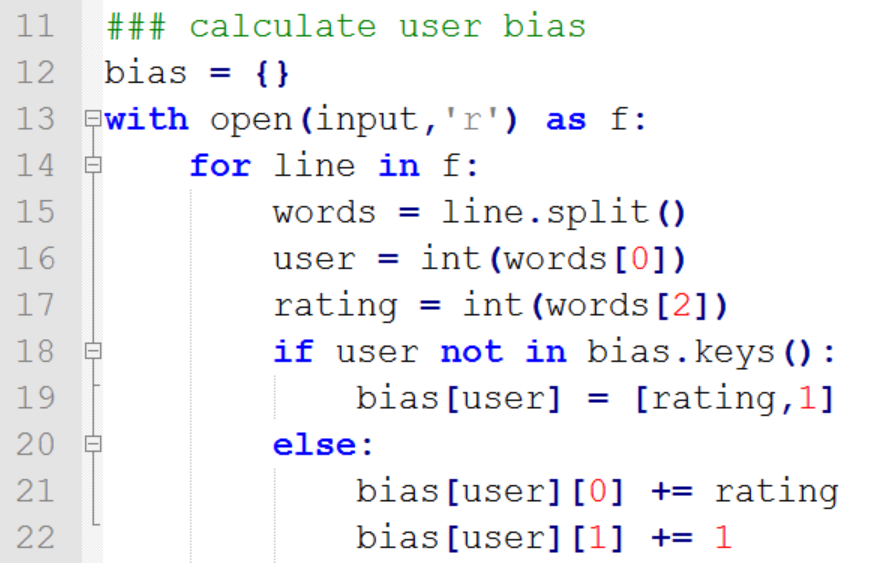 11 ### calculate user bias
12 bias = {}
13 with open(input,'r') as f:
14     for line in f:
15         words = line.split()
16         user = int(words[0])
17         rating = int(words[2])
18         if user not in bias.keys():
19             bias[user] = [rating,1]
20         else:
21             bias[user][0] += rating
22             bias[user][1] += 1